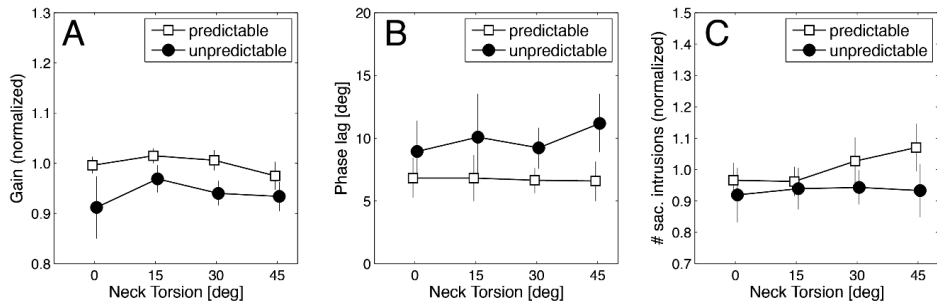 A
predictable
unpredictable
Gain (normalized)
1.3
1.2
1.1
1.0
0.9
0.8
0 15 30 45
Neck Torsion [deg]
B
predictable
unpredictable
Phase lag [deg]
20
15
10
5
0
0 15 30 45
Neck Torsion [deg]
C
predictable
unpredictable
# sac. intrusions (normalized)
1.5
1.4
1.3
1.2
1.1
1.0
0.9
0.8
0.7
0 15 30 45
Neck Torsion [deg]